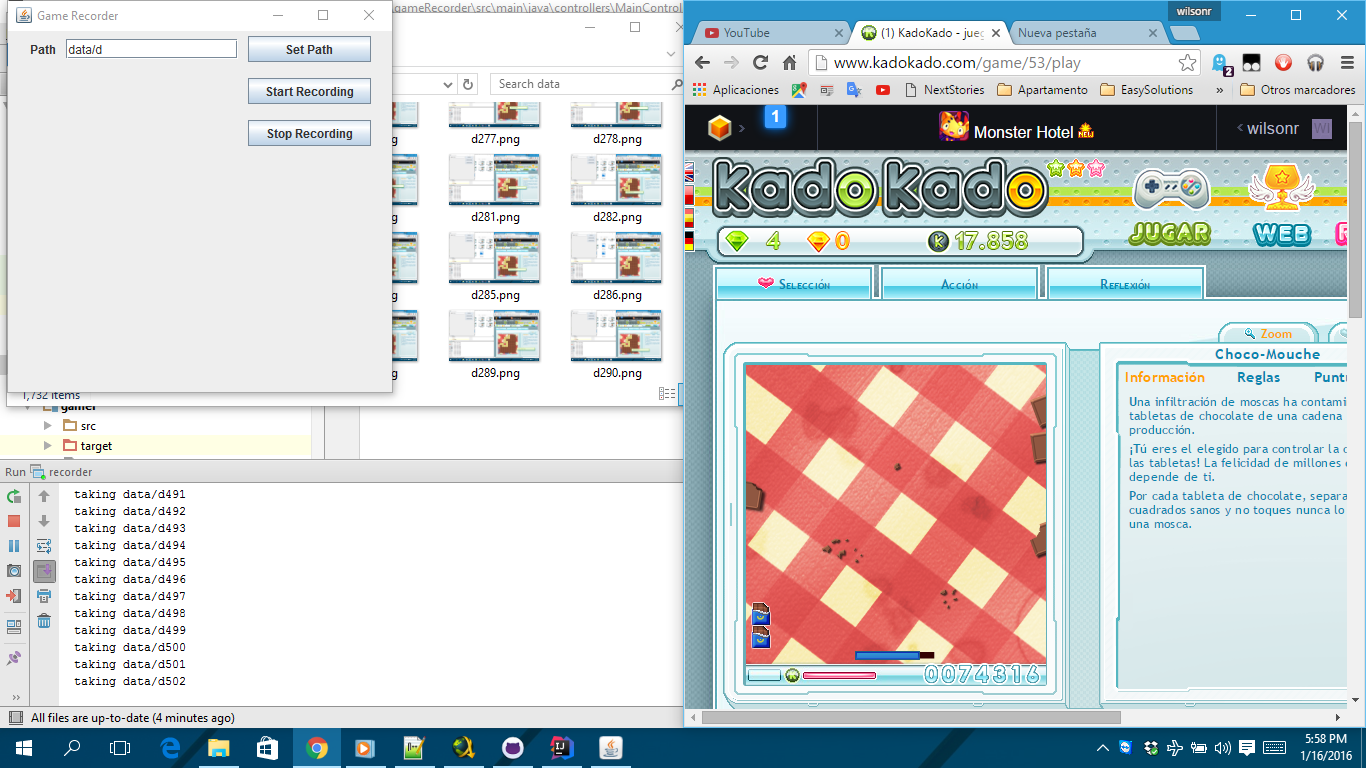 Game Recorder
Path
data/d
Set Path
Start Recording
Stop Recording
.gameRecorder\src\main\java\controllers\MainControl
Search data
d277.png
d278.png
d281.png
d282.png
d285.png
d286.png
d289.png
d290.png
1,732 items
gamer
src
target
Run
recorder
taking data/d491
taking data/d492
taking data/d493
taking data/d494
taking data/d495
taking data/d496
taking data/d497
taking data/d498
taking data/d499
taking data/d500
taking data/d501
taking data/d502
All files are up-to-date (4 minutes ago)
wilsonr
YouTube
(1) KadoKado - jueg
Nueva pestaña
www.kadokado.com/game/53/play
2
Aplicaciones
NextStories
Apartamento
EasySolutions
»
Otros marcadores
1
Monster Hotel
NEW
wilsonr
WI
KadoKado
4
0
K
17.858
JUGAR
WEB
Selección
Acción
Reflexión
Zoom
Choco-Mouche
Información
Reglas
Puntu
Una infiltración de moscas ha contami
tabletas de chocolate de una cadena
producción.
¡Tú eres el elegido para controlar la c
las tabletas! La felicidad de millones
depende de ti.
Por cada tableta de chocolate, separa
cuadrados sanos y no toques nunca lo
una mosca.
0074316
5:58 PM
1/16/2016